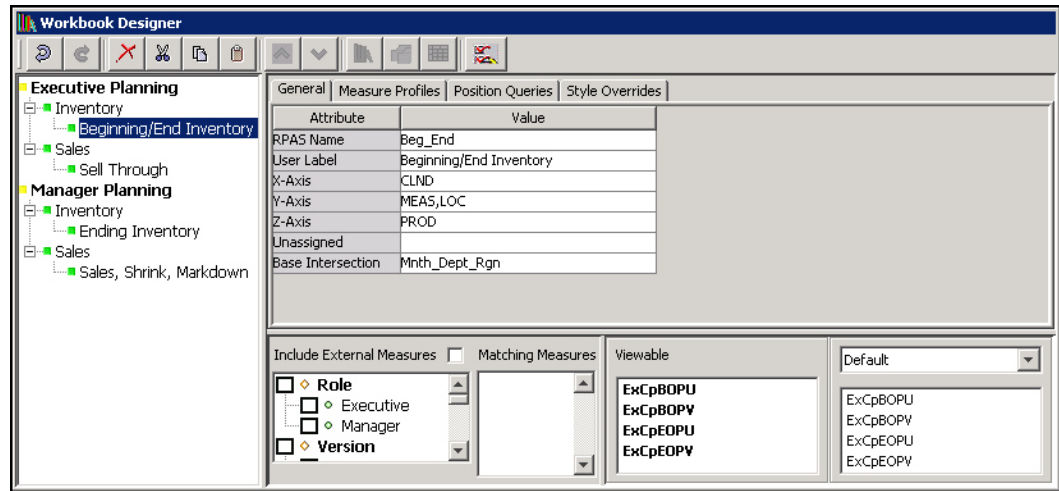 Workbook Designer
Executive Planning
Inventory
Beginning/End Inventory
Sales
Sell Through
Manager Planning
Inventory
Ending Inventory
Sales
Sales, Shrink, Markdown
General Measure Profiles Position Queries Style Overrides
Attribute Value
RPAS Name Beg_End
User Label Beginning/End Inventory
X-Axis CLND
Y-Axis MEAS,LOC
Z-Axis PROD
Unassigned
Base Intersection Mnth_Dept_Rgn
Include External Measures Matching Measures Viewable Default
Role
Executive
Manager
Version
ExCpBOPU
ExCpBOPV
ExCpEOPU
ExCpEOPV
ExCpBOPU
ExCpBOPV
ExCpEOPU
ExCpEOPV